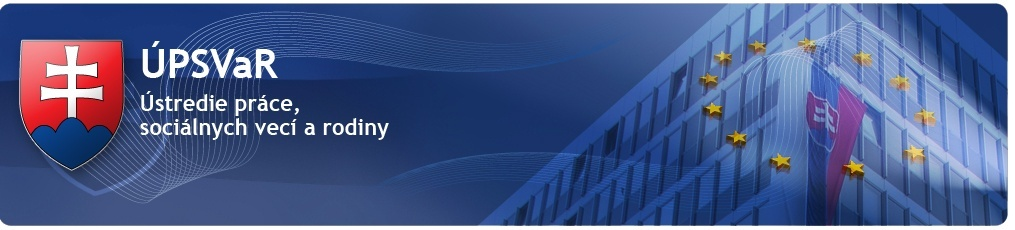 ÚPSVaR
Ústredie práce,
sociálnych vecí a rodiny